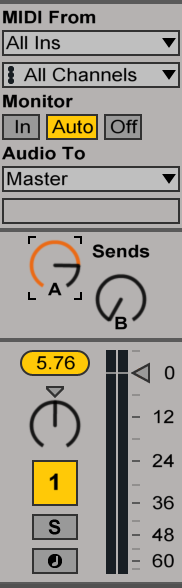 MIDI From
All Ins
All Channels
Monitor
In Auto Off
Audio To
Master
Sends
A
B
5.76
0
12
1
24
36
S
48
60